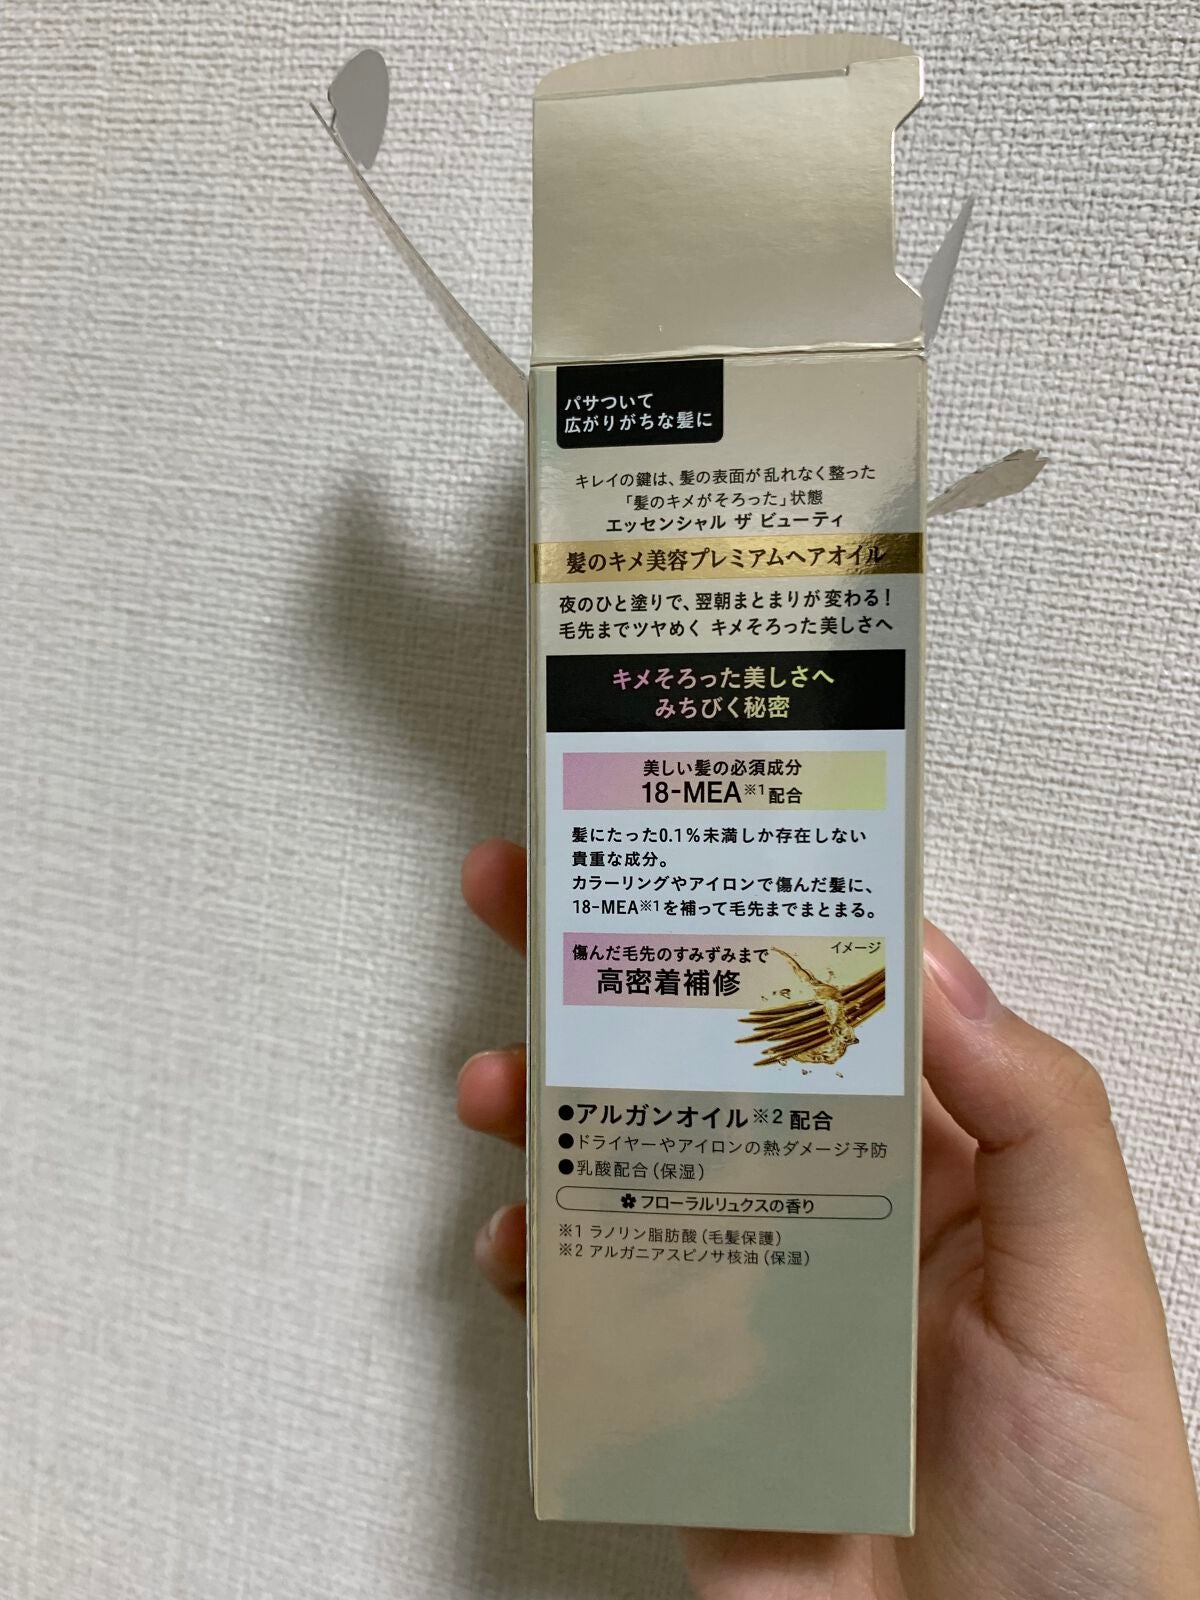 パサついて
広がりがちな髪に
キレイの鍵は、髪の表面が乱れなく整った
「髪のキメがそろった」状態
エッセンシャル ザ ビューティ
髪のキメ美容プレミアムヘアオイル
夜のひと塗りで、翌朝まとまりが変わる!
毛先までツヤめく キメそろった美しさへ
キメそろった美しさへ
みちびく秘密
美しい髪の必須成分
18-MEA※1配合
髪にたった0.1%未満しか存在しない
貴重な成分。
カラーリングやアイロンで傷んだ髪に、
18-MEA※1を補って毛先までまとまる。
傷んだ毛先のすみずみまで
高密着補修
イメージ
●アルガンオイル※2 配合
●ドライヤーやアイロンの熱ダメージ予防
●乳酸配合(保湿)
フローラルリュクスの香り
※1 ラノリン脂肪酸(毛髪保護)
※2 アルガニアスピノサ核油(保湿)